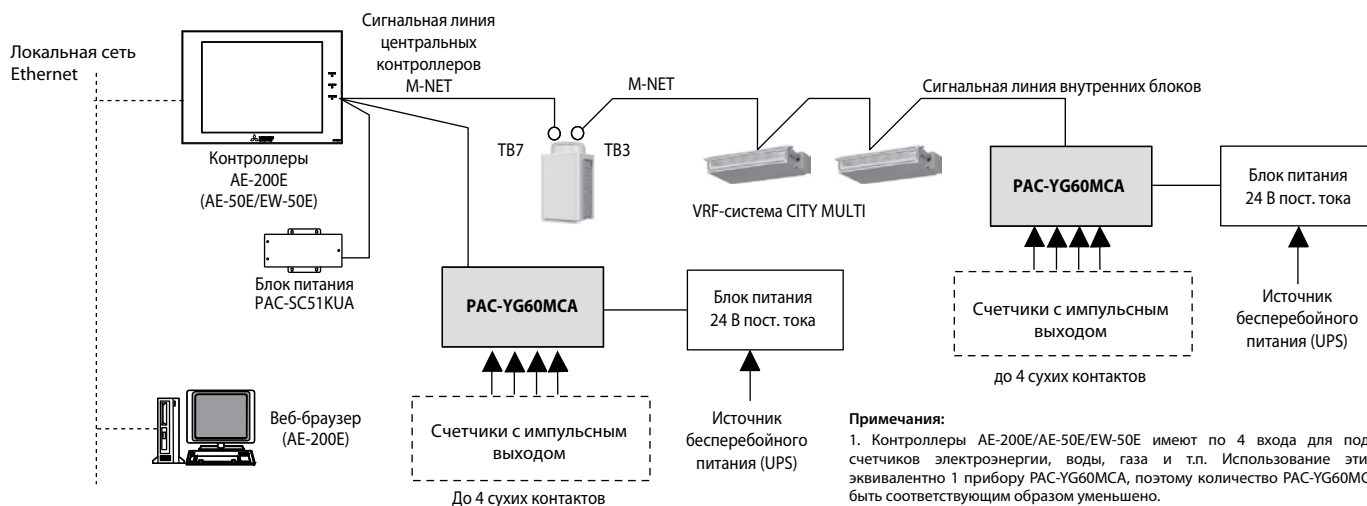 Локальная сеть
Ethernet
Сигнальная линия
центральных
контроллеров
M-NET
M-NET
Сигнальная линия внутренних блоков
TB7
TB3
Контроллеры
AE-200E
(AE-50E/EW-50E)
VRF-система CITY MULTI
PAC-YG60MCA
Блок питания
24 В пост. тока
Блок питания
PAC-SC51KUA
PAC-YG60MCA
Блок питания
24 В пост. тока
Счетчики с импульсным
выходом
до 4 сухих контактов
Источник
бесперебойного
питания (UPS)
Веб-браузер
(AE-200E)
Счетчики с импульсным
выходом
До 4 сухих контактов
Источник
бесперебойного
питания (UPS)
Примечания:
1. Контроллеры AE-200E/AE-50E/EW-50E имеют по 4 входа для под
счетчиков электроэнергии, воды, газа и т.п. Использование эти
эквивалентно 1 прибору PAC-YG60MCA, поэтому количество PAC-YG60MC
быть соответствующим образом уменьшено.